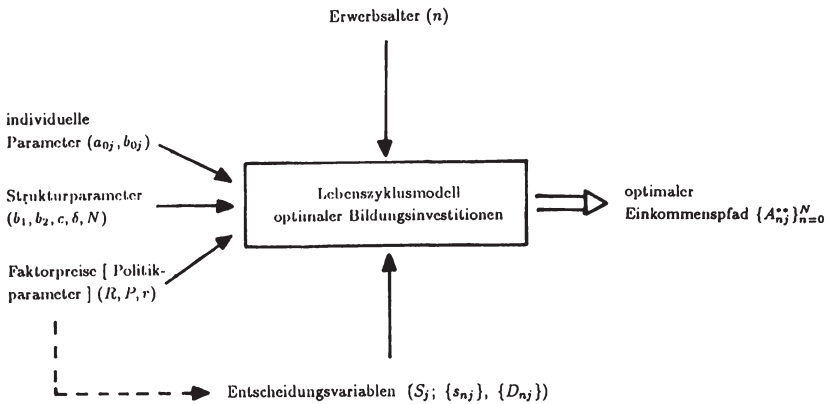 Erwerbsalter (n)
individuelle
Parameter (a₀ⱼ, b₀ⱼ)
Strukturparameter
(b₁, b₂, c, δ, N)
Faktorpreise [ Politik-
parameter ] (R, P, r)
Lebenszyklusmodell
optimaler Bildungsinvestitionen
optimaler
Einkommenspfad {A**ₙⱼ}ᴺₙ₌₀
Entscheidungsvariablen (Sⱼ; {sₙⱼ}, {Dₙⱼ})